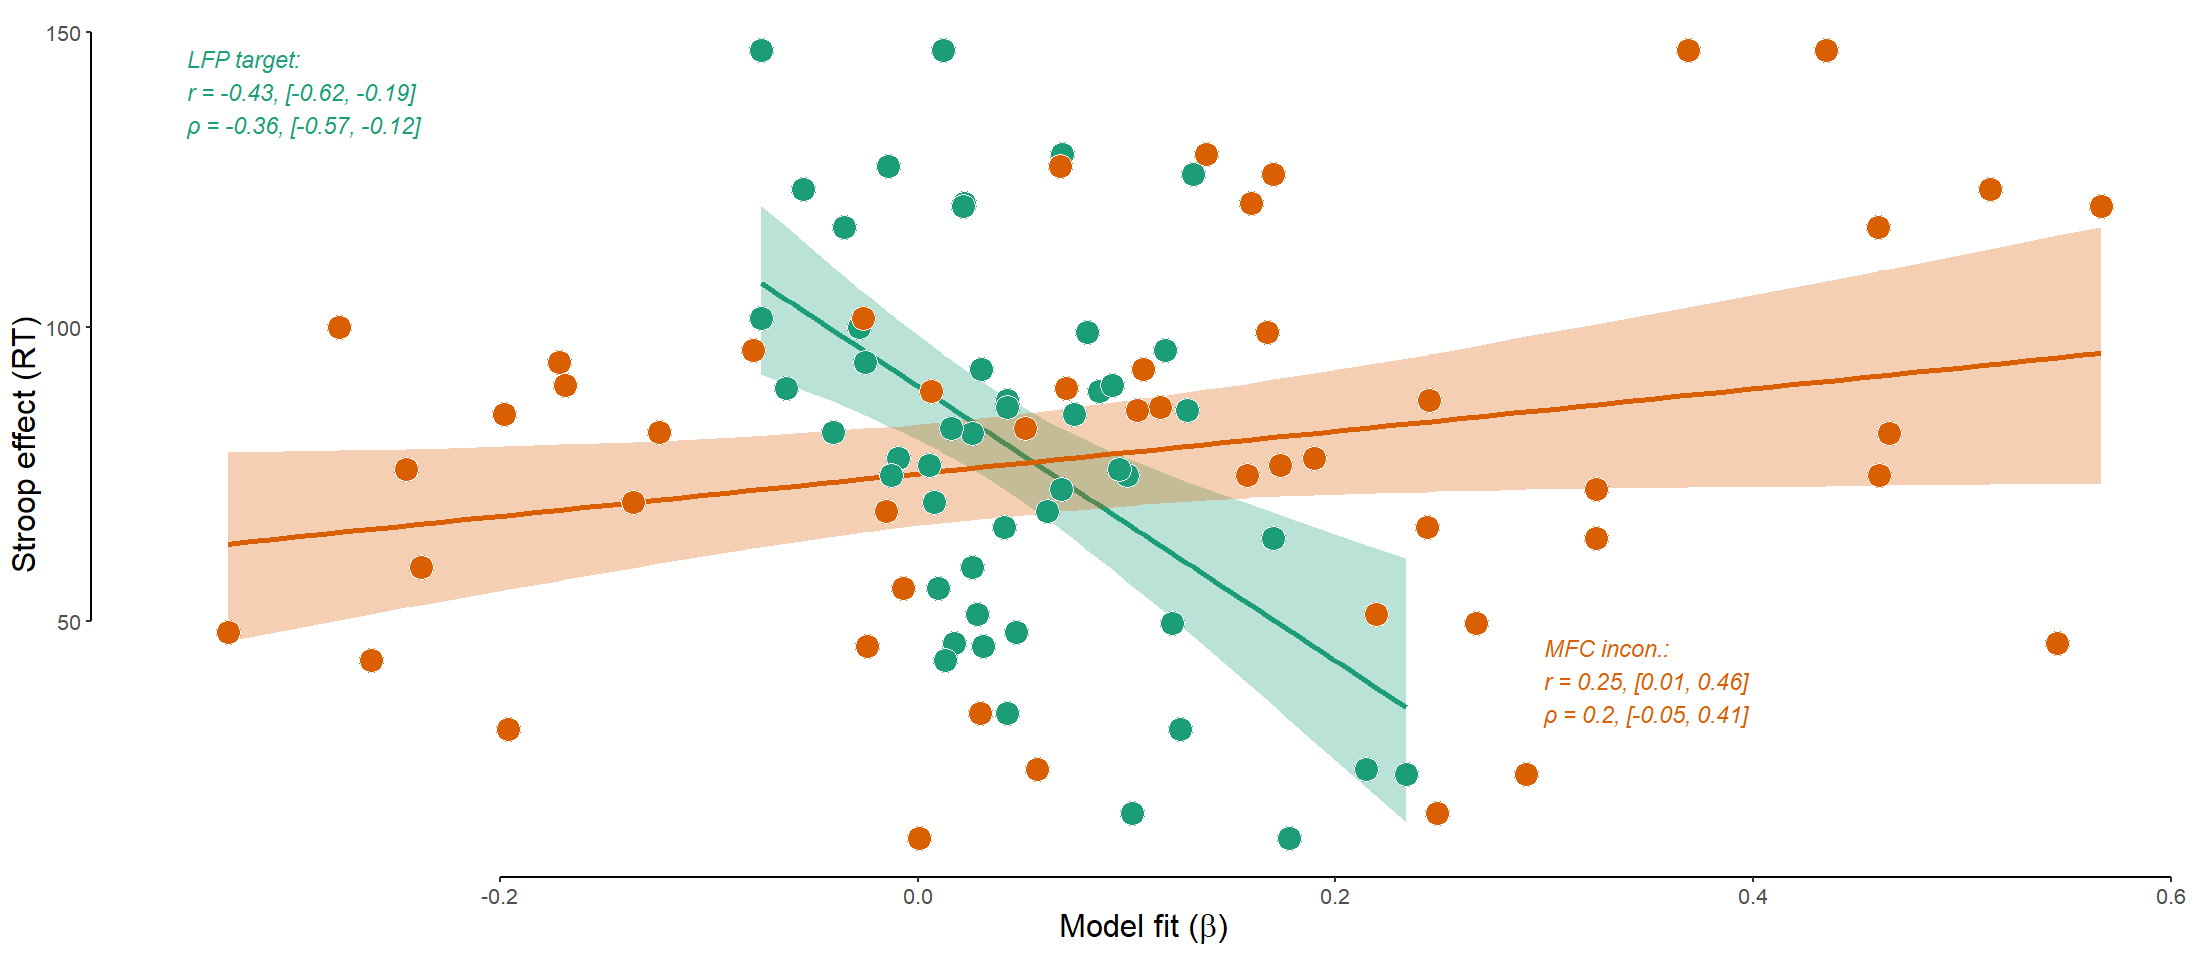 150
LFP target:
r = -0.43, [-0.62, -0.19]
ρ = -0.36, [-0.57, -0.12]
100
Stroop effect (RT)
50
MFC incon.:
r = 0.25, [0.01, 0.46]
ρ = 0.2, [-0.05, 0.41]
-0.2 0.0 0.2 0.4 0.6
Model fit (β)